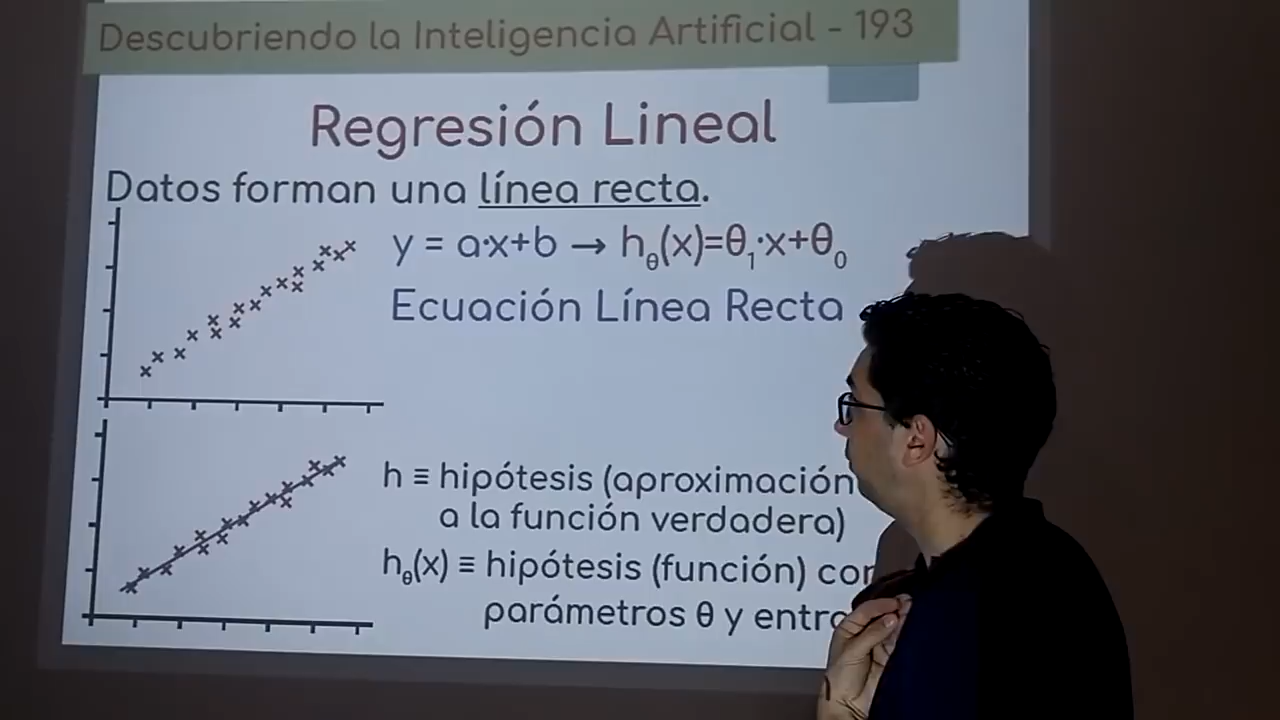 Descubriendo la Inteligencia Artificial - 193
Regresión Lineal
Datos forman una línea recta.
y = a·x+b → hθ(x)=θ₁·x+θ₀
Ecuación Línea Recta
h ≡ hipótesis (aproximación
a la función verdadera)
hθ(x) ≡ hipótesis (función)
parámetros θ y